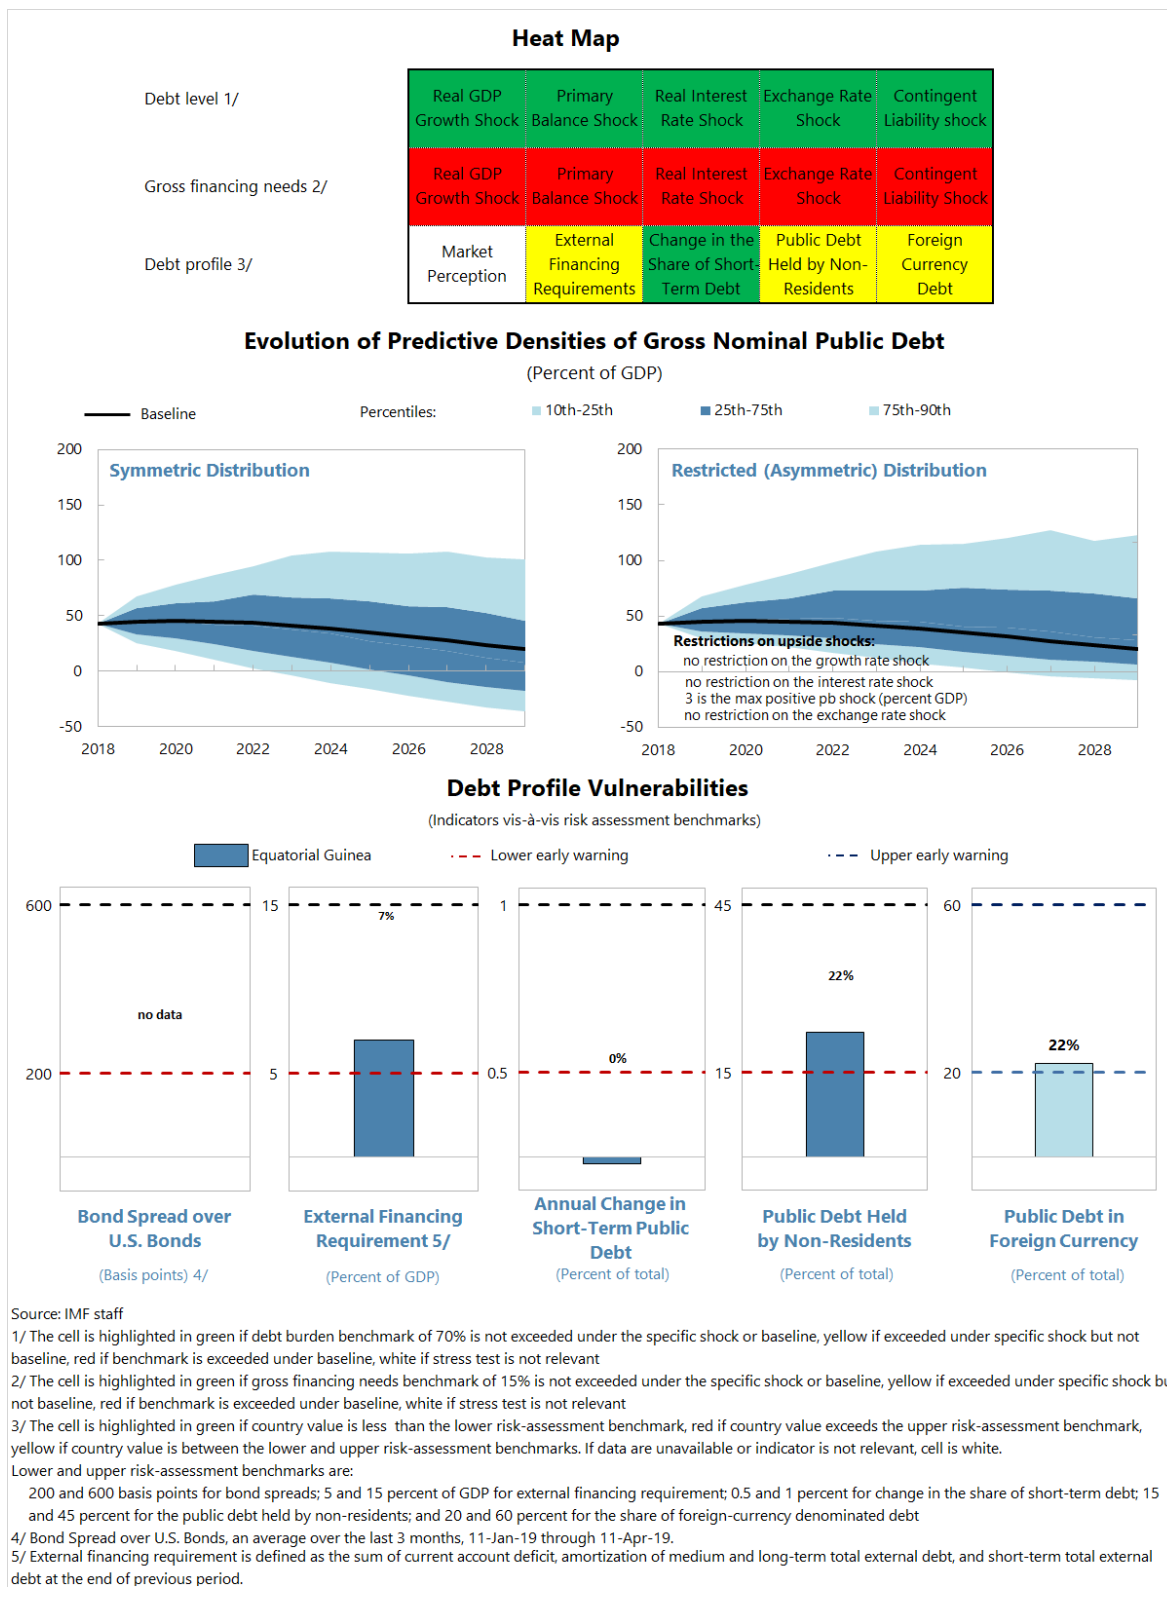 Heat Map
Debt level 1/
Real GDP Growth Shock
Primary Balance Shock
Real Interest Rate Shock
Exchange Rate Shock
Contingent Liability shock
Gross financing needs 2/
Real GDP Growth Shock
Primary Balance Shock
Real Interest Rate Shock
Exchange Rate Shock
Contingent Liability Shock
Debt profile 3/
Market Perception
External Financing Requirements
Change in the Share of Short-Term Debt
Public Debt Held by Non-Residents
Foreign Currency Debt
Evolution of Predictive Densities of Gross Nominal Public Debt
(Percent of GDP)
Baseline
Percentiles:
10th-25th
25th-75th
75th-90th
Symmetric Distribution
200
150
100
50
0
-50
2018 2020 2022 2024 2026 2028
Restricted (Asymmetric) Distribution
200
150
100
50
0
-50
Restrictions on upside shocks:
no restriction on the growth rate shock
no restriction on the interest rate shock
3 is the max positive pb shock (percent GDP)
no restriction on the exchange rate shock
2018 2020 2022 2024 2026 2028
Debt Profile Vulnerabilities
(Indicators vis-à-vis risk assessment benchmarks)
Equatorial Guinea
Lower early warning
Upper early warning
600
200
no data
Bond Spread over
U.S. Bonds
(Basis points) 4/
15
5
7%
External Financing
Requirement 5/
(Percent of GDP)
1
0.5
0%
Annual Change in
Short-Term Public
Debt
(Percent of total)
45
15
22%
Public Debt Held
by Non-Residents
(Percent of total)
60
20
22%
Public Debt in
Foreign Currency
(Percent of total)
Source: IMF staff
1/ The cell is highlighted in green if debt burden benchmark of 70% is not exceeded under the specific shock or baseline, yellow if exceeded under specific shock but not
baseline, red if benchmark is exceeded under baseline, white if stress test is not relevant
2/ The cell is highlighted in green if gross financing needs benchmark of 15% is not exceeded under the specific shock or baseline, yellow if exceeded under specific shock bu
not baseline, red if benchmark is exceeded under baseline, white if stress test is not relevant
3/ The cell is highlighted in green if country value is less than the lower risk-assessment benchmark, red if country value exceeds the upper risk-assessment benchmark,
yellow if country value is between the lower and upper risk-assessment benchmarks. If data are unavailable or indicator is not relevant, cell is white.
Lower and upper risk-assessment benchmarks are:
200 and 600 basis points for bond spreads; 5 and 15 percent of GDP for external financing requirement; 0.5 and 1 percent for change in the share of short-term debt; 15
and 45 percent for the public debt held by non-residents; and 20 and 60 percent for the share of foreign-currency denominated debt
4/ Bond Spread over U.S. Bonds, an average over the last 3 months, 11-Jan-19 through 11-Apr-19.
5/ External financing requirement is defined as the sum of current account deficit, amortization of medium and long-term total external debt, and short-term total external
debt at the end of previous period.